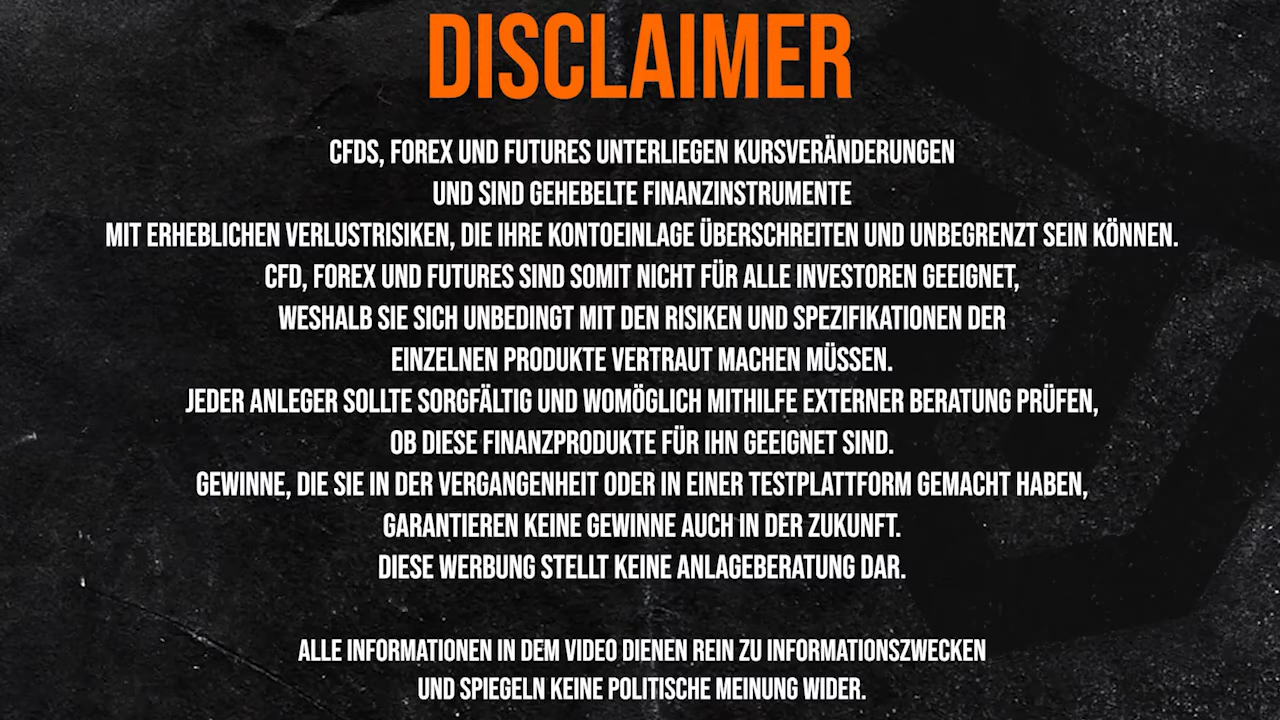 DISCLAIMER
CFDS, FOREX UND FUTURES UNTERLIEGEN KURSVERÄNDERUNGEN
UND SIND GEHEBELTE FINANZINSTRUMENTE
MIT ERHEBLICHEN VERLUSTRISIKEN, DIE IHRE KONTOEINLAGE ÜBERSCHREITEN UND UNBEGRENZT SEIN KÖNNEN.
CFD, FOREX UND FUTURES SIND SOMIT NICHT FÜR ALLE INVESTOREN GEEIGNET,
WESHALB SIE SICH UNBEDINGT MIT DEN RISIKEN UND SPEZIFIKATIONEN DER
EINZELNEN PRODUKTE VERTRAUT MACHEN MÜSSEN.
JEDER ANLEGER SOLLTE SORGFÄLTIG UND WOMÖGLICH MITHILFE EXTERNER BERATUNG PRÜFEN,
OB DIESE FINANZPRODUKTE FÜR IHN GEEIGNET SIND.
GEWINNE, DIE SIE IN DER VERGANGENHEIT ODER IN EINER TESTPLATTFORM GEMACHT HABEN,
GARANTIEREN KEINE GEWINNE AUCH IN DER ZUKUNFT.
DIESE WERBUNG STELLT KEINE ANLAGEBERATUNG DAR.
ALLE INFORMATIONEN IN DEM VIDEO DIENEN REIN ZU INFORMATIONSZWECKEN
UND SPIEGELN KEINE POLITISCHE MEINUNG WIDER.